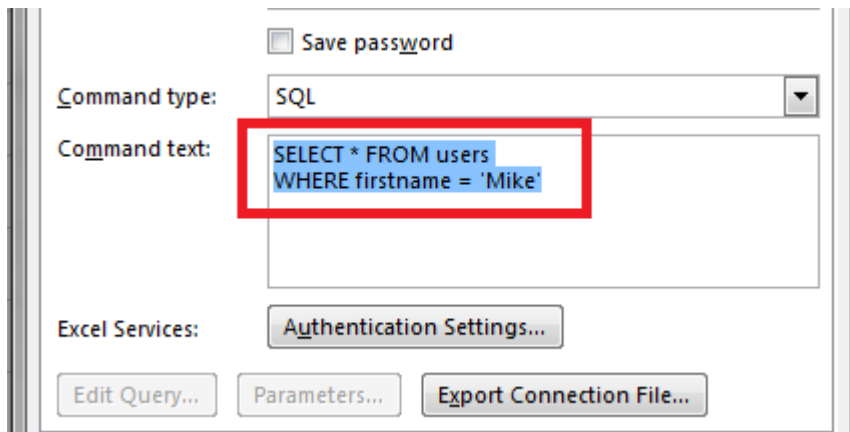 Save password
Command type:
SQL
Command text:
SELECT * FROM users
WHERE firstname = 'Mike'
Excel Services:
Authentication Settings...
Edit Query...
Parameters...
Export Connection File...